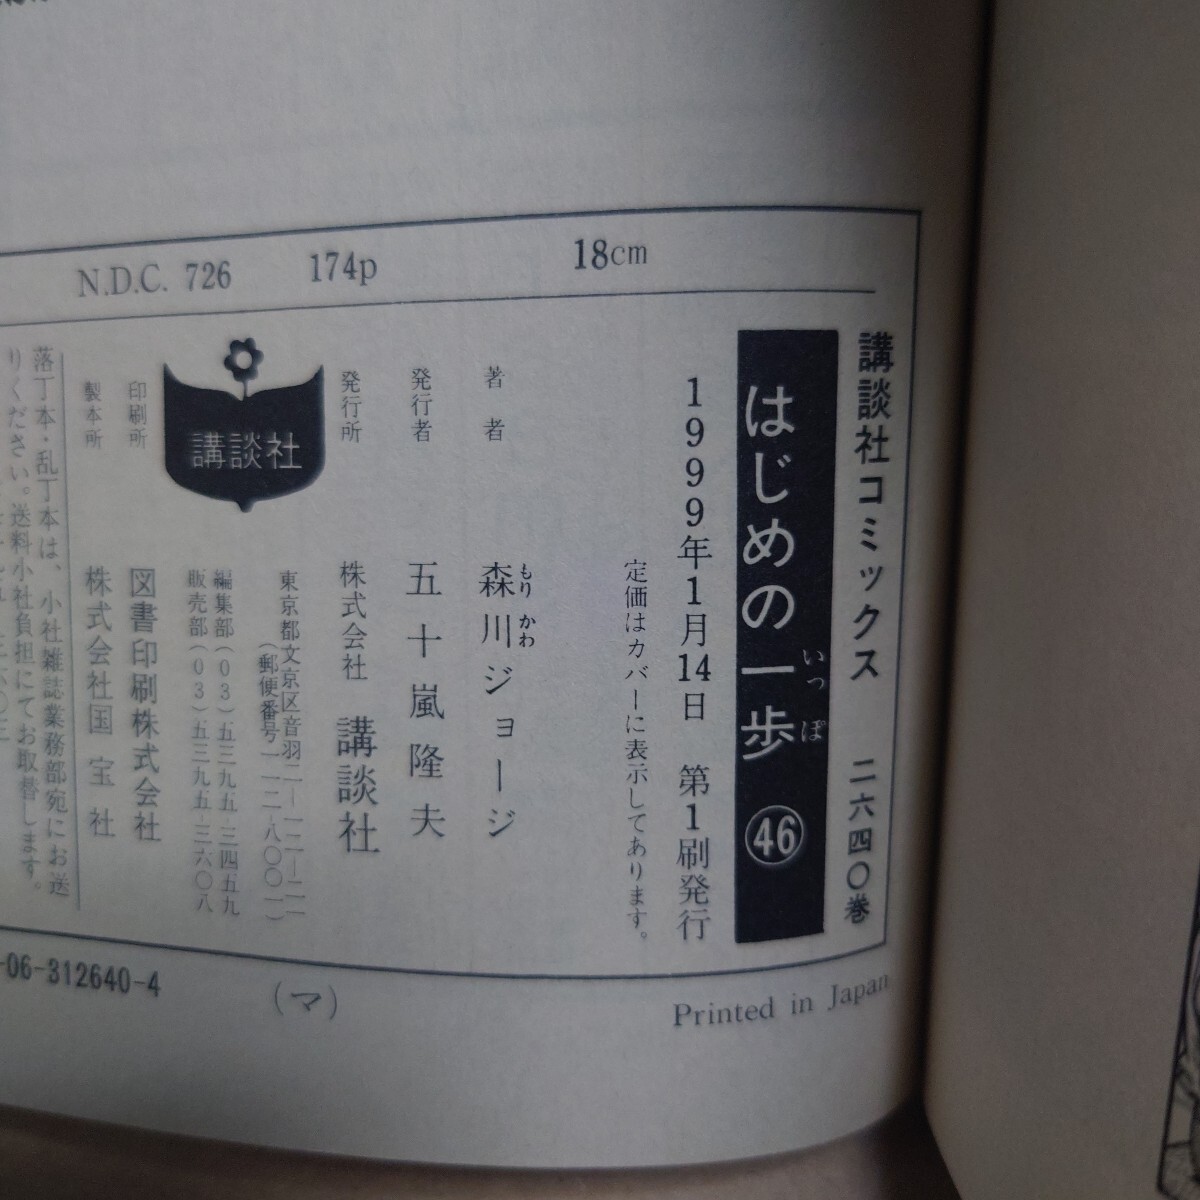 N.D.C. 726　174p　18cm
講談社コミックス　二六四〇巻
はじめの一歩 ㊻
いっぽ
1999年1月14日　第1刷発行
定価はカバーに表示してあります。
著者　森川ジョージ
もりかわ
発行者　五十嵐隆夫
発行所　株式会社　講談社
東京都文京区音羽二―一二―二一
(郵便番号一一二―八〇〇一)
編集部(03)五三九五―三四五九
販売部(03)五三九五―三六〇八
講談社
印刷所　図書印刷株式会社
製本所　株式会社国宝社
落丁本・乱丁本は、小社雑誌業務部宛にお送
りください。送料小社負担にてお取替します。
-06-312640-4
(マ)
Printed in Japan